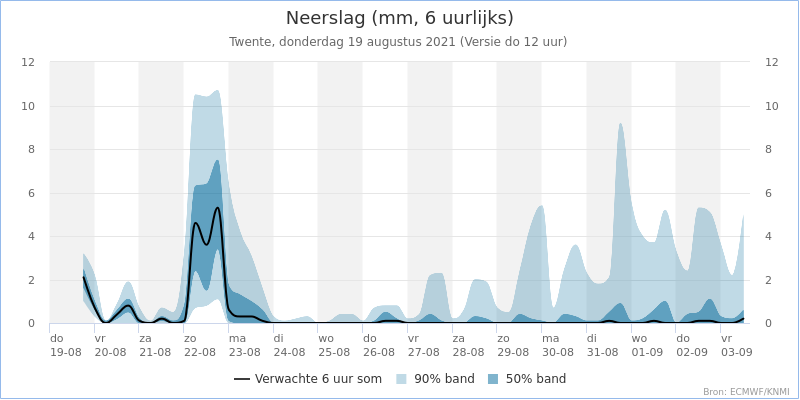 Neerslag (mm, 6 uurlijks)
Twente, donderdag 19 augustus 2021 (Versie do 12 uur)
12 12
10 10
8 8
6 6
4 4
2 2
0 0
do vr za zo ma di wo do vr za zo ma di wo do vr
19-08 20-08 21-08 22-08 23-08 24-08 25-08 26-08 27-08 28-08 29-08 30-08 31-08 01-09 02-09 03-09
Verwachte 6 uur som 90% band 50% band
Bron: ECMWF/KNMI